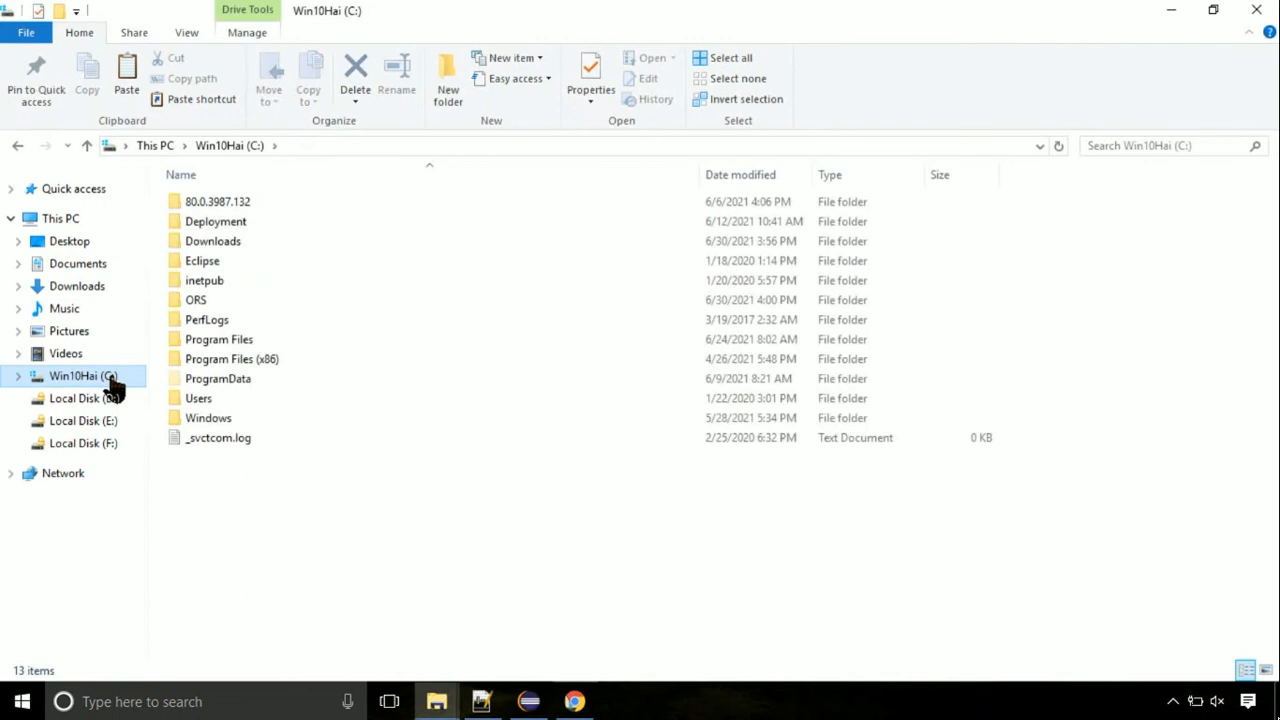 Drive Tools
Win10Hai (C:)
File
Home
Share
View
Manage
Pin to Quick access
Copy
Paste
Cut
Copy path
Paste shortcut
Clipboard
Move to
Copy to
Delete
Rename
Organize
New folder
New item
Easy access
New
Properties
Open
Edit
History
Open
Select all
Select none
Invert selection
Select
This PC
Win10Hai (C:)
Search Win10Hai (C:)
Quick access
This PC
Desktop
Documents
Downloads
Music
Pictures
Videos
Win10Hai (C:)
Local Disk
Local Disk (E:)
Local Disk (F:)
Network
Name Date modified Type Size
80.0.3987.132 6/6/2021 4:06 PM File folder
Deployment 6/12/2021 10:41 AM File folder
Downloads 6/30/2021 3:56 PM File folder
Eclipse 1/18/2020 1:14 PM File folder
inetpub 1/20/2020 5:57 PM File folder
ORS 6/30/2021 4:00 PM File folder
PerfLogs 3/19/2017 2:32 AM File folder
Program Files 6/24/2021 8:02 AM File folder
Program Files (x86) 4/26/2021 5:48 PM File folder
ProgramData 6/9/2021 8:21 AM File folder
Users 1/22/2020 3:01 PM File folder
Windows 5/28/2021 5:34 PM File folder
_svctcom.log 2/25/2020 6:32 PM Text Document 0 KB
13 items
Type here to search